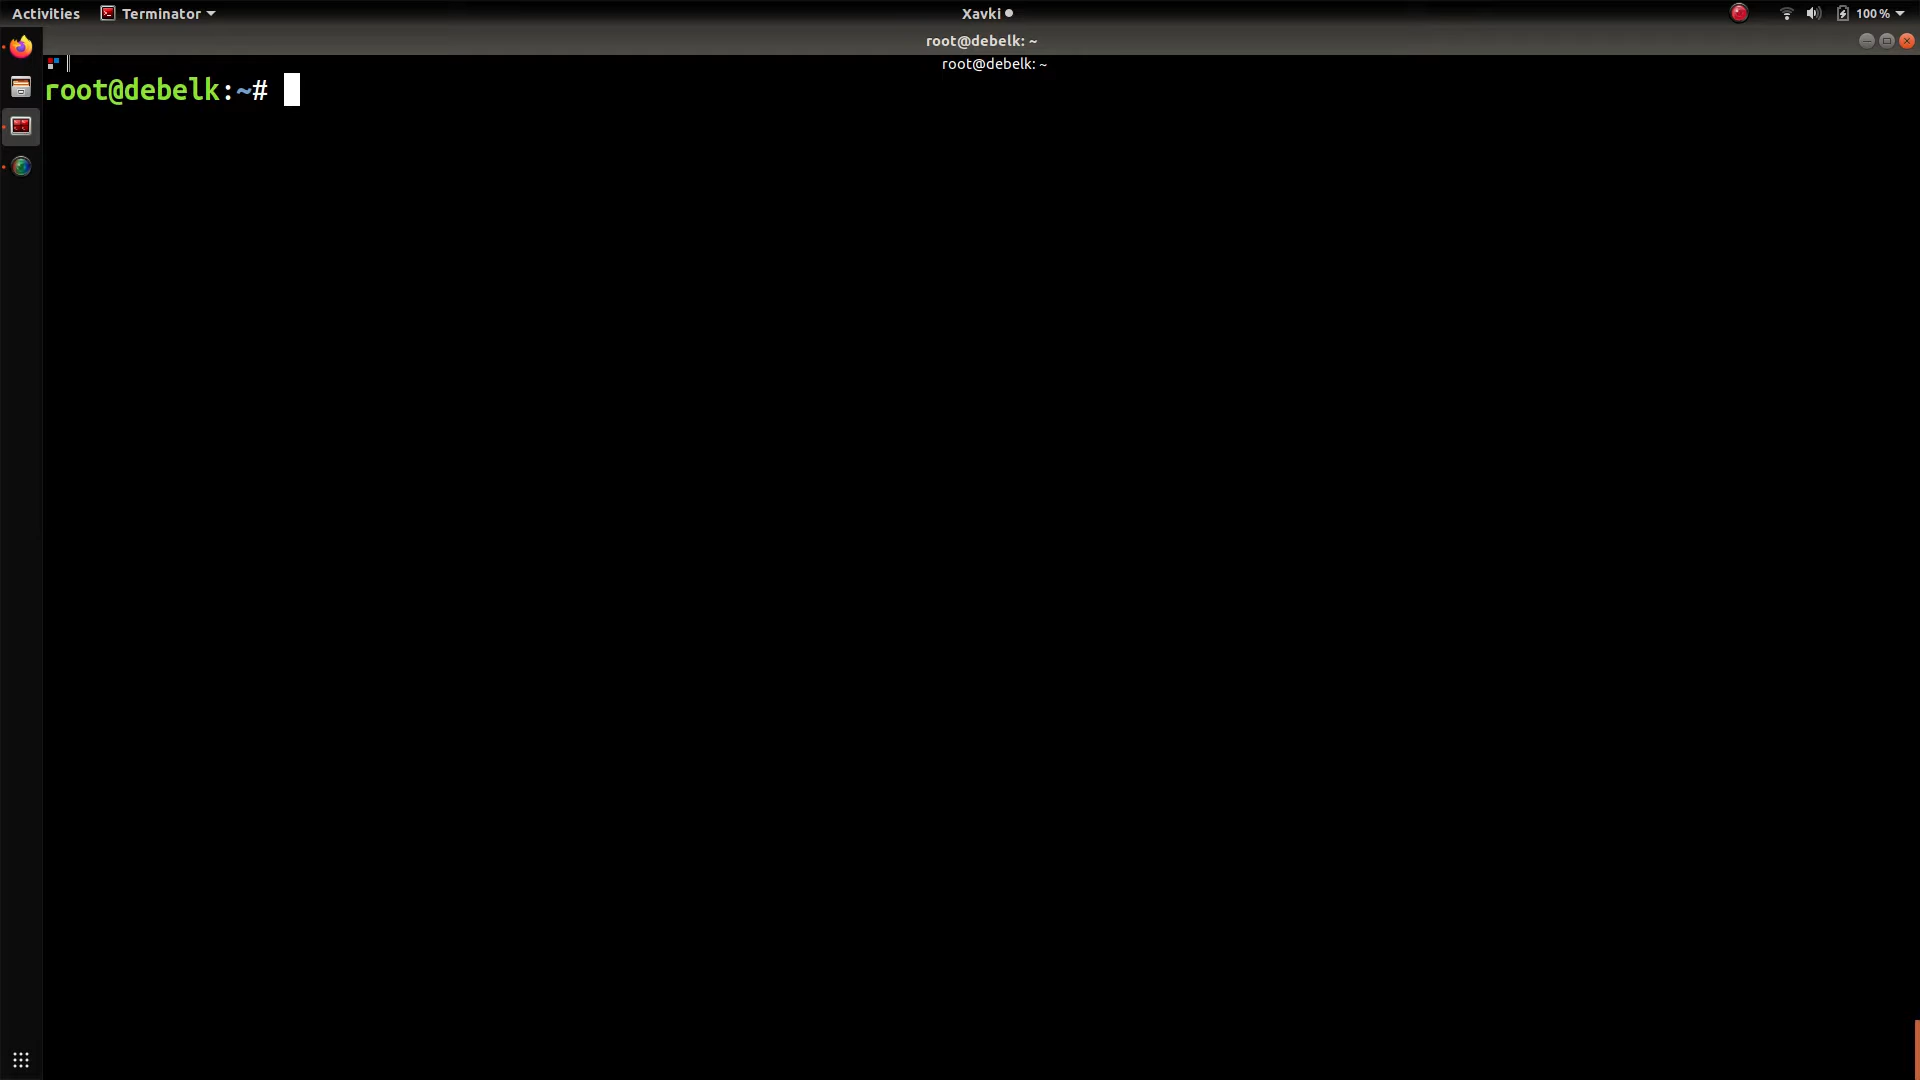 Activities Terminator Xavki 100 %
root@debelk: ~
root@debelk: ~
root@debelk:~#